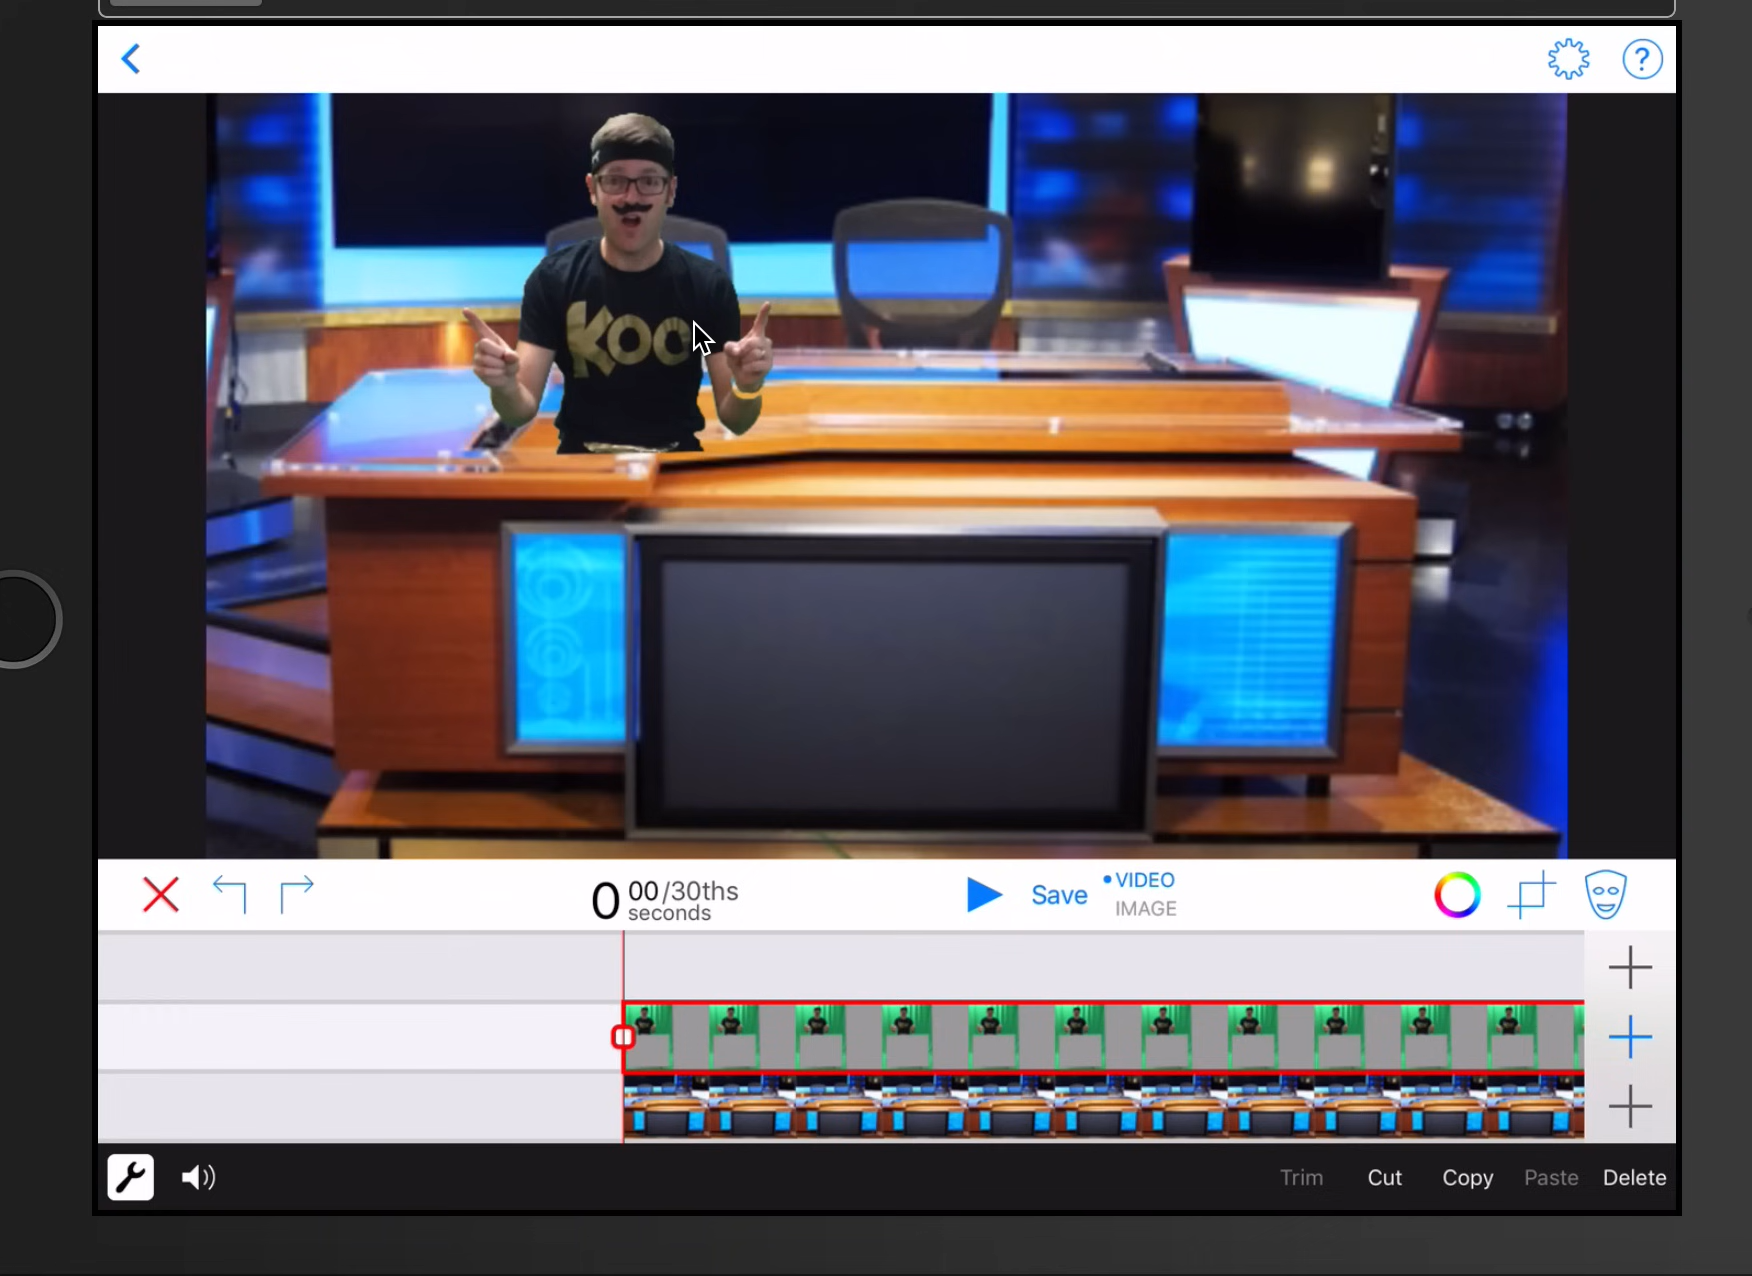 ?
KOO
0 00/30ths
seconds
Save
VIDEO
IMAGE
Trim
Cut
Copy
Paste
Delete